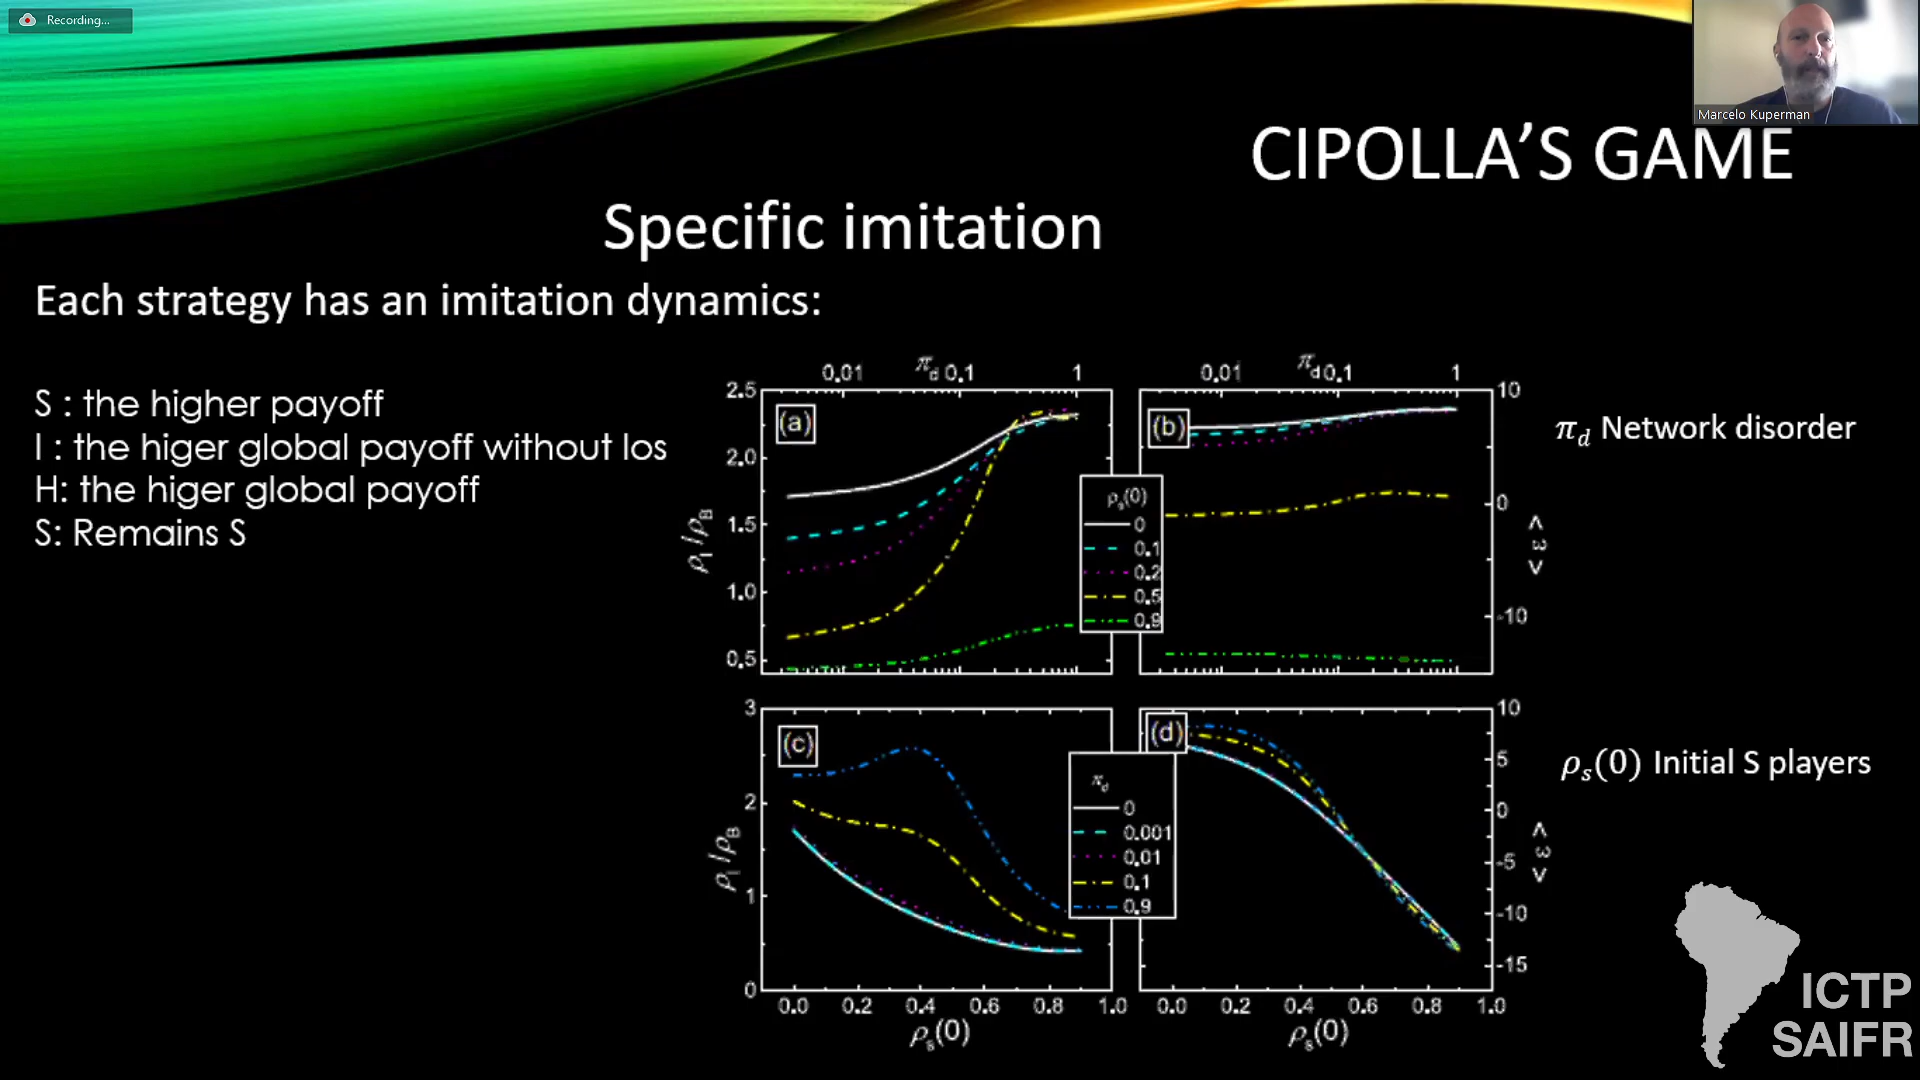 Recording...
Marcelo Kuperman
CIPOLLA'S GAME
Specific imitation
Each strategy has an imitation dynamics:
S : the higher payoff
I : the higer global payoff without los
H: the higer global payoff
S: Remains S
0.01 π_d 0.1 1
0.01 π_d 0.1 1
2.5
2.0
1.5
1.0
0.5
ρ_I /ρ_B
(a)
(b)
ρ_s(0)
0
0.1
0.2
0.5
0.9
10
0
-10
< ω >
π_d Network disorder
3
2
1
0
ρ_I /ρ_B
(c)
(d)
π_d
0
0.001
0.01
0.1
0.9
10
5
0
-5
-10
-15
< ω >
ρ_s(0) Initial S players
0.0 0.2 0.4 0.6 0.8 1.0
0.0 0.2 0.4 0.6 0.8 1.0
ρ_s(0)
ρ_s(0)
ICTP
SAIFR